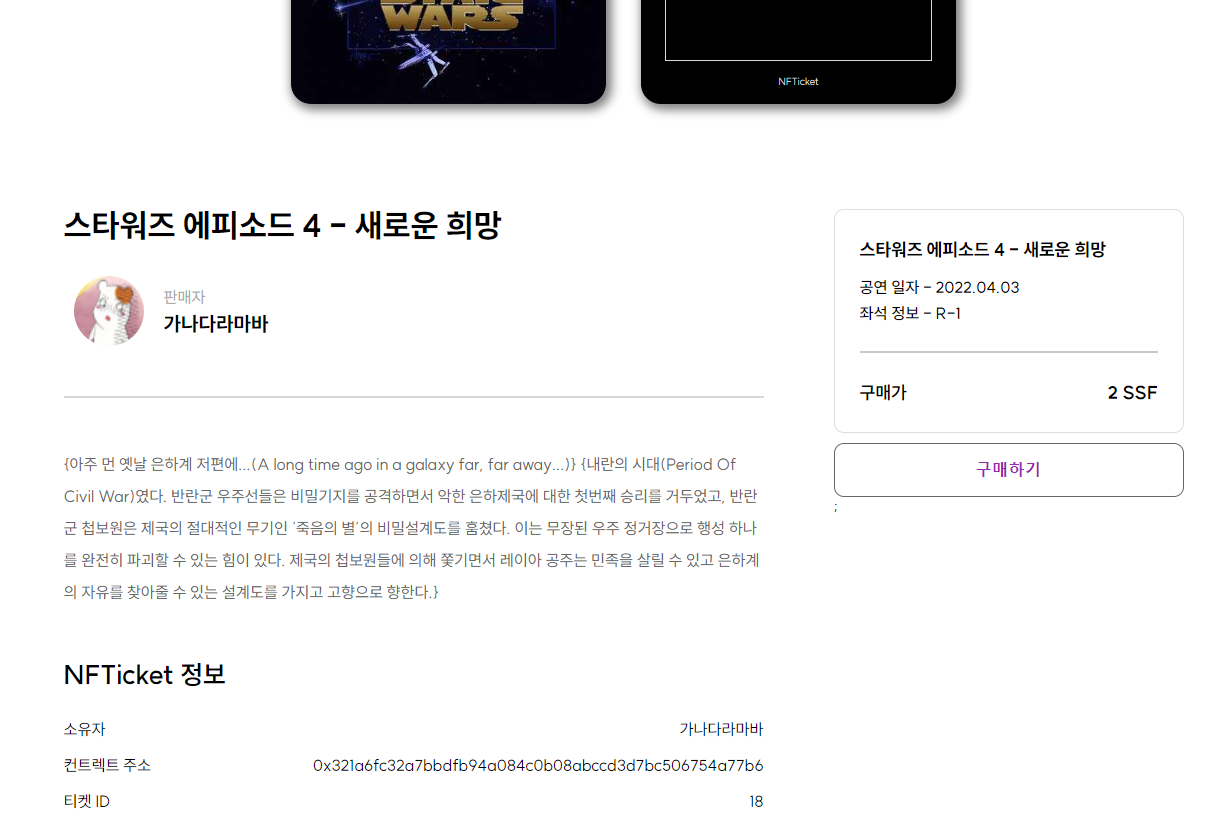 STAR
WARS
NFTicket
스타워즈 에피소드 4 - 새로운 희망
판매자
가나다라마바
{아주 먼 옛날 은하계 저편에...(A long time ago in a galaxy far, far away...)} {내란의 시대(Period Of
Civil War)였다. 반란군 우주선들은 비밀기지를 공격하면서 악한 은하제국에 대한 첫번째 승리를 거두었고, 반란
군 첩보원은 제국의 절대적인 무기인 '죽음의 별'의 비밀설계도를 훔쳤다. 이는 무장된 우주 정거장으로 행성 하나
를 완전히 파괴할 수 있는 힘이 있다. 제국의 첩보원들에 의해 쫓기면서 레이아 공주는 민족을 살릴 수 있고 은하계
의 자유를 찾아줄 수 있는 설계도를 가지고 고향으로 향한다.}
NFTicket 정보
소유자 가나다라마바
컨트렉트 주소 0x321a6fc32a7bbdfb94a084c0b08abccd3d7bc506754a77b6
티켓 ID 18
스타워즈 에피소드 4 - 새로운 희망
공연 일자 - 2022.04.03
좌석 정보 - R-1
구매가 2 SSF
구매하기
;